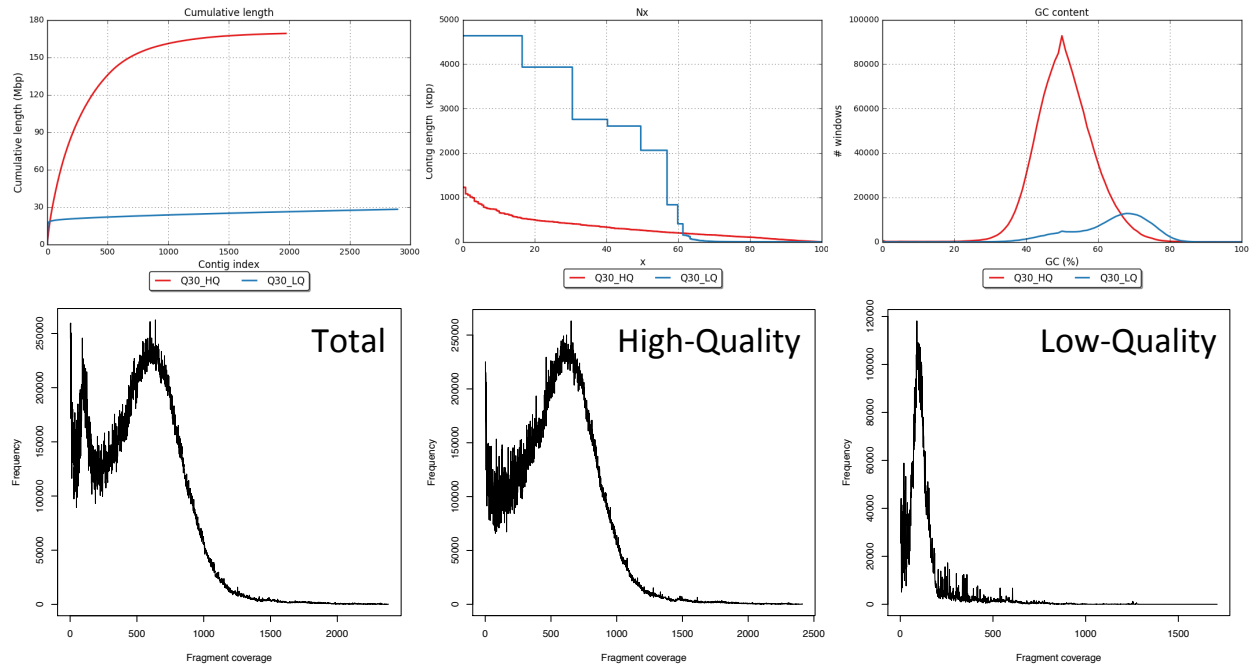 Cumulative length
Cumulative length (Mbp)
180
150
120
90
60
30
0
0 500 1000 1500 2000 2500 3000
Contig index
Q30_HQ Q30_LQ
Nx
Contig length (kbp)
5000
4000
3000
2000
1000
0
0 20 40 60 80 100
x
Q30_HQ Q30_LQ
GC content
# windows
100000
80000
60000
40000
20000
0
0 20 40 60 80 100
GC (%)
Q30_HQ Q30_LQ
Total
Frequency
250000
200000
150000
100000
50000
0
0 500 1000 1500 2000
Fragment coverage
High-Quality
Frequency
250000
200000
150000
100000
50000
0
0 500 1000 1500 2000 2500
Fragment coverage
Low-Quality
Frequency
120000
100000
80000
60000
40000
20000
0
0 500 1000 1500
Fragment coverage